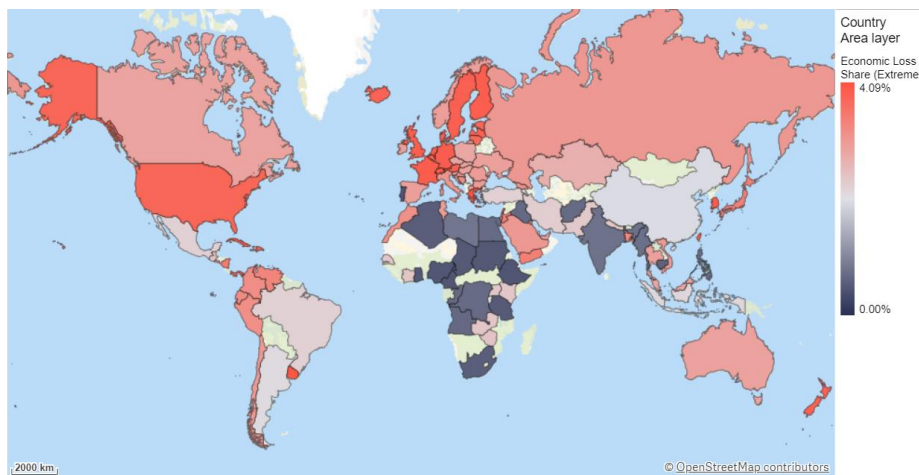 Country
Area layer
Economic Loss
Share (Extreme
4.09%
0.00%
2000 km
© OpenStreetMap contributors